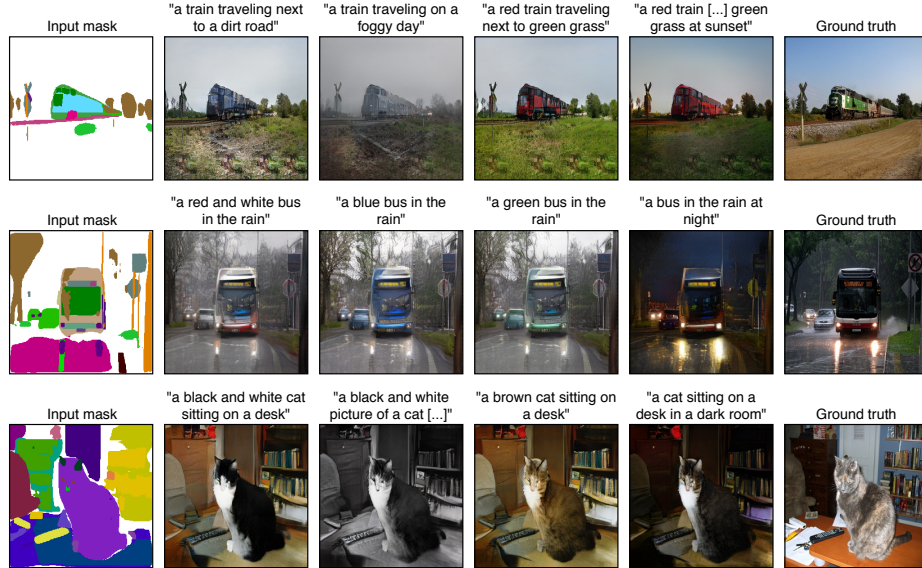 Input mask
"a train traveling next
to a dirt road"
"a train traveling on a
foggy day"
"a red train traveling
next to green grass"
"a red train [...] green
grass at sunset"
Ground truth
Input mask
"a red and white bus
in the rain"
"a blue bus in the
rain"
"a green bus in the
rain"
"a bus in the rain at
night"
Ground truth
Input mask
"a black and white cat
sitting on a desk"
"a black and white
picture of a cat [...]"
"a brown cat sitting on
a desk"
"a cat sitting on a
desk in a dark room"
Ground truth